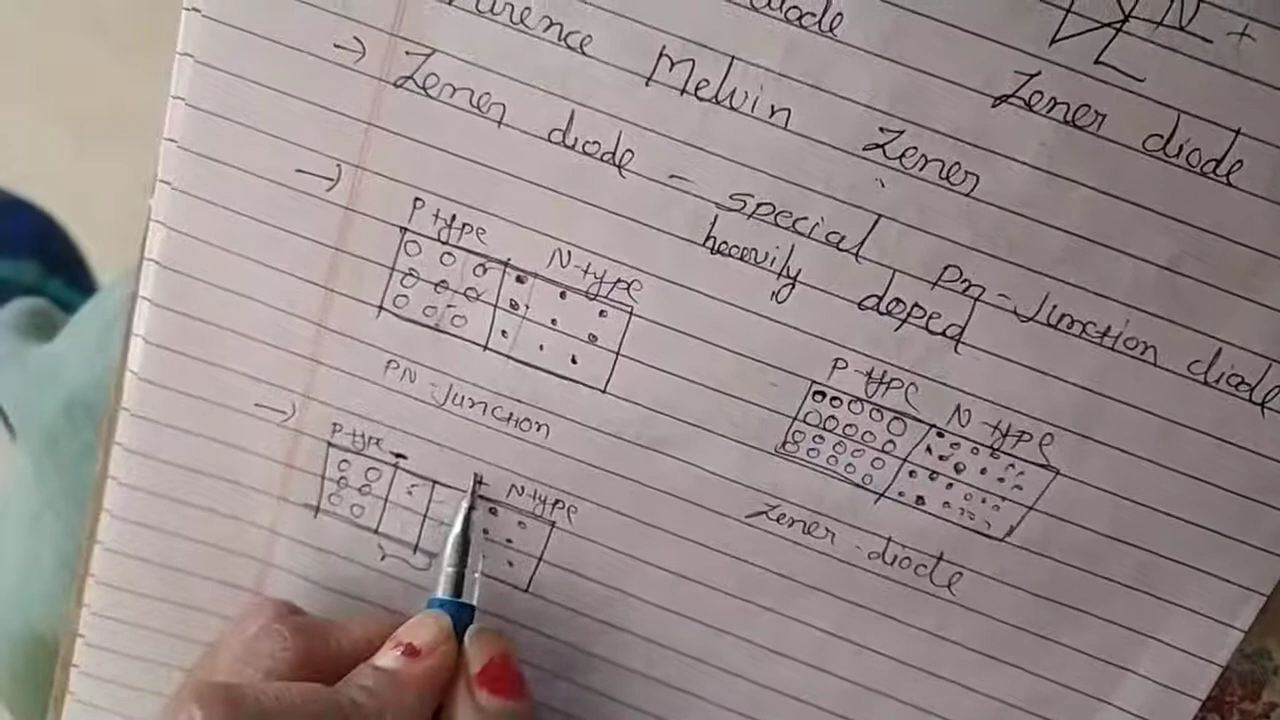 diode
N +
Zener diode
Melvin Zener
→ Zener diode - special Pn-Junction diode
heavily doped
→
P-type N-type
PN-Junction
P-type N-type
Zener-diode
→
P-type - + N-type